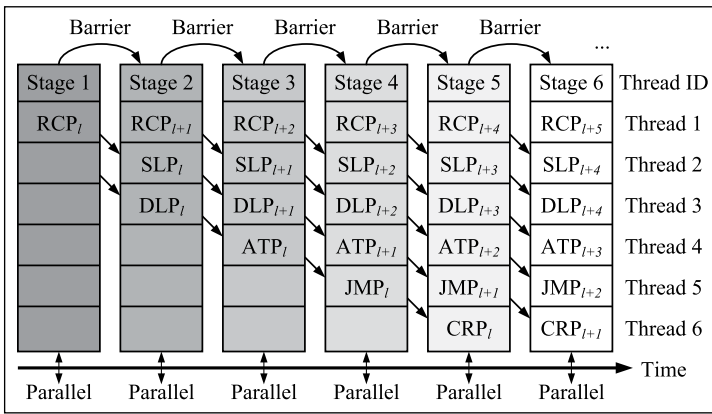 Barrier Barrier Barrier Barrier Barrier ...
Stage 1 Stage 2 Stage 3 Stage 4 Stage 5 Stage 6 Thread ID
RCPl RCPl+1 RCPl+2 RCPl+3 RCPl+4 RCPl+5 Thread 1
SLPl SLPl+1 SLPl+2 SLPl+3 SLPl+4 Thread 2
DLPl DLPl+1 DLPl+2 DLPl+3 DLPl+4 Thread 3
ATPl ATPl+1 ATPl+2 ATPl+3 Thread 4
JMPl JMPl+1 JMPl+2 Thread 5
CRPl CRPl+1 Thread 6
Time
Parallel Parallel Parallel Parallel Parallel Parallel